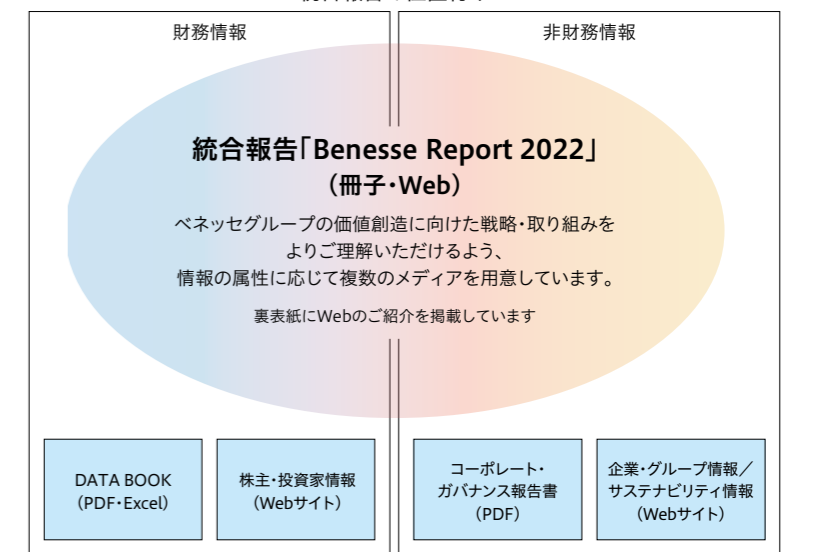 財務情報
非財務情報
統合報告「Benesse Report 2022」
（冊子・Web）
ベネッセグループの価値創造に向けた戦略・取り組みを
よりご理解いただけるよう、
情報の属性に応じて複数のメディアを用意しています。
裏表紙にWebのご紹介を掲載しています
DATA BOOK
（PDF・Excel）
株主・投資家情報
（Webサイト）
コーポレート・
ガバナンス報告書
（PDF）
企業・グループ情報／
サステナビリティ情報
（Webサイト）